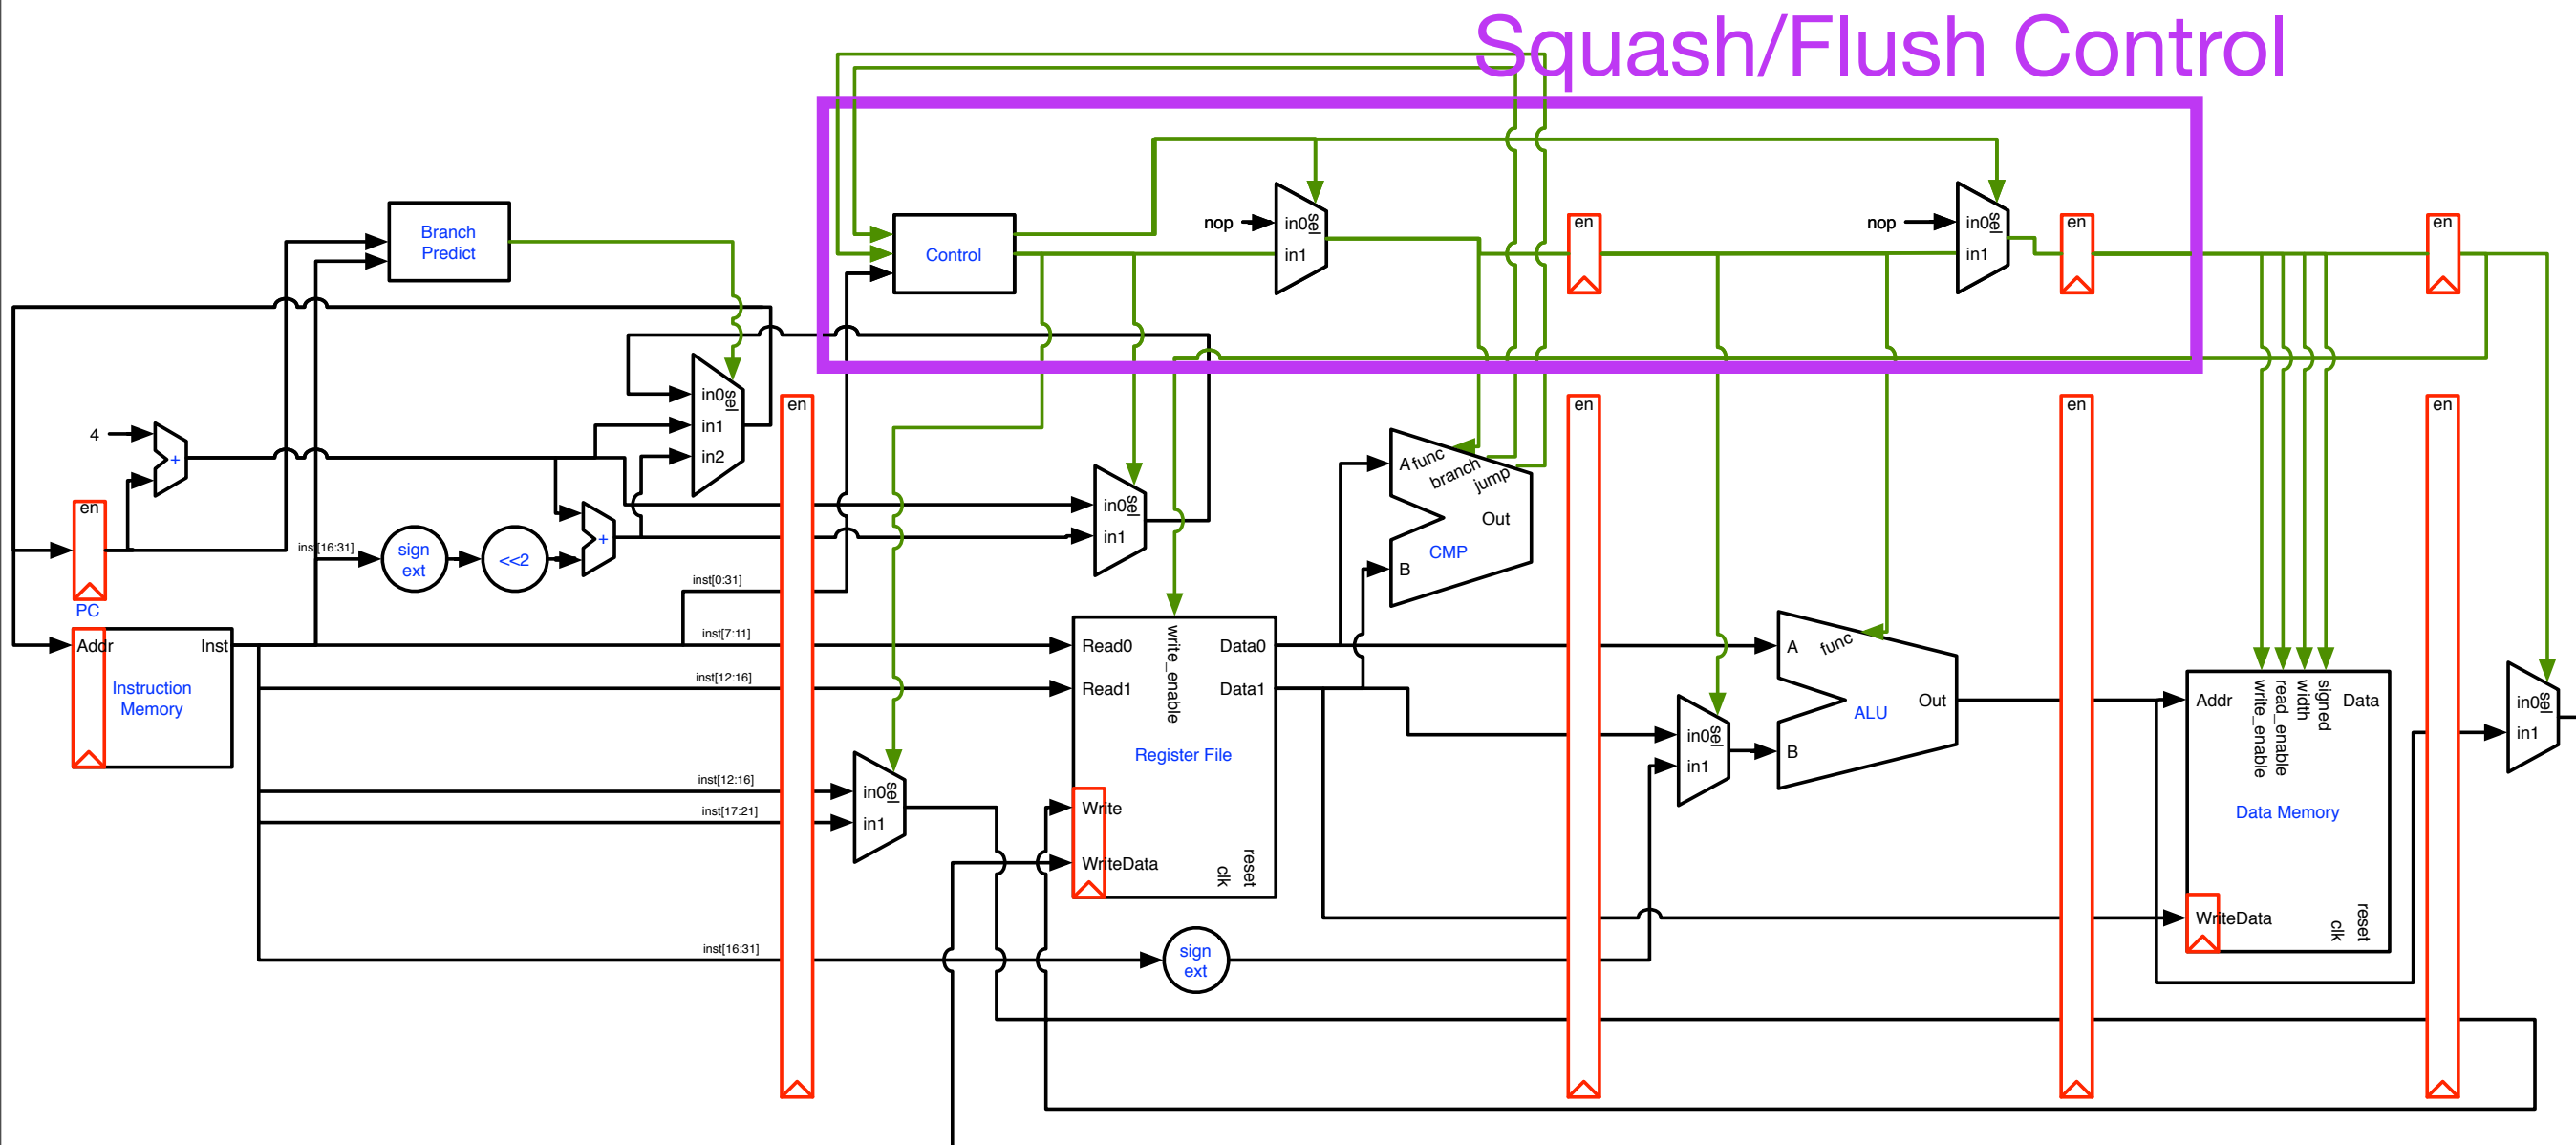 Squash/Flush Control
Branch
Predict
Control
nop
in0
sel
in1
en
nop
in0
sel
in1
en
en
in0
sel
in1
in2
en
en
en
en
4
+
en
PC
inst[16:31]
sign
ext
<<2
+
in0
sel
in1
A
func
branch
jump
Out
CMP
B
inst[0:31]
Addr
Inst
Instruction
Memory
inst[7:11]
inst[12:16]
inst[12:16]
inst[17:21]
inst[16:31]
in0
sel
in1
Read0
Read1
write_enable
Data0
Data1
Register File
Write
WriteData
clk
reset
sign
ext
in0
sel
in1
A
func
Out
ALU
B
Addr
write_enable
read_enable
width
signed
Data
Data Memory
WriteData
clk
reset
in0
sel
in1